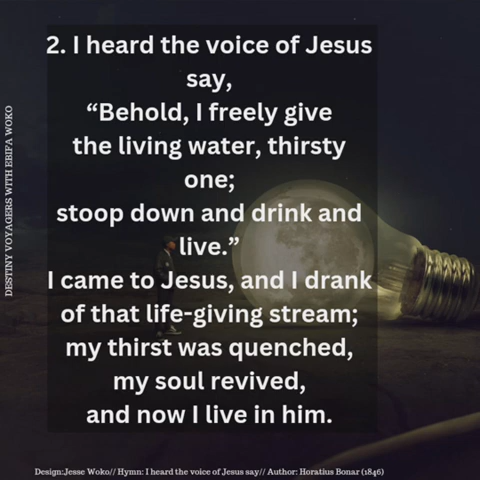 2. I heard the voice of Jesus
say,
“Behold, I freely give
the living water, thirsty
one;
stoop down and drink and
live.”
I came to Jesus, and I drank
of that life-giving stream;
my thirst was quenched,
my soul revived,
and now I live in him.
DESTINY VOYAGERS WITH EBIFA WOKO
Design:Jesse Woko// Hymn: I heard the voice of Jesus say// Author: Horatius Bonar (1846)